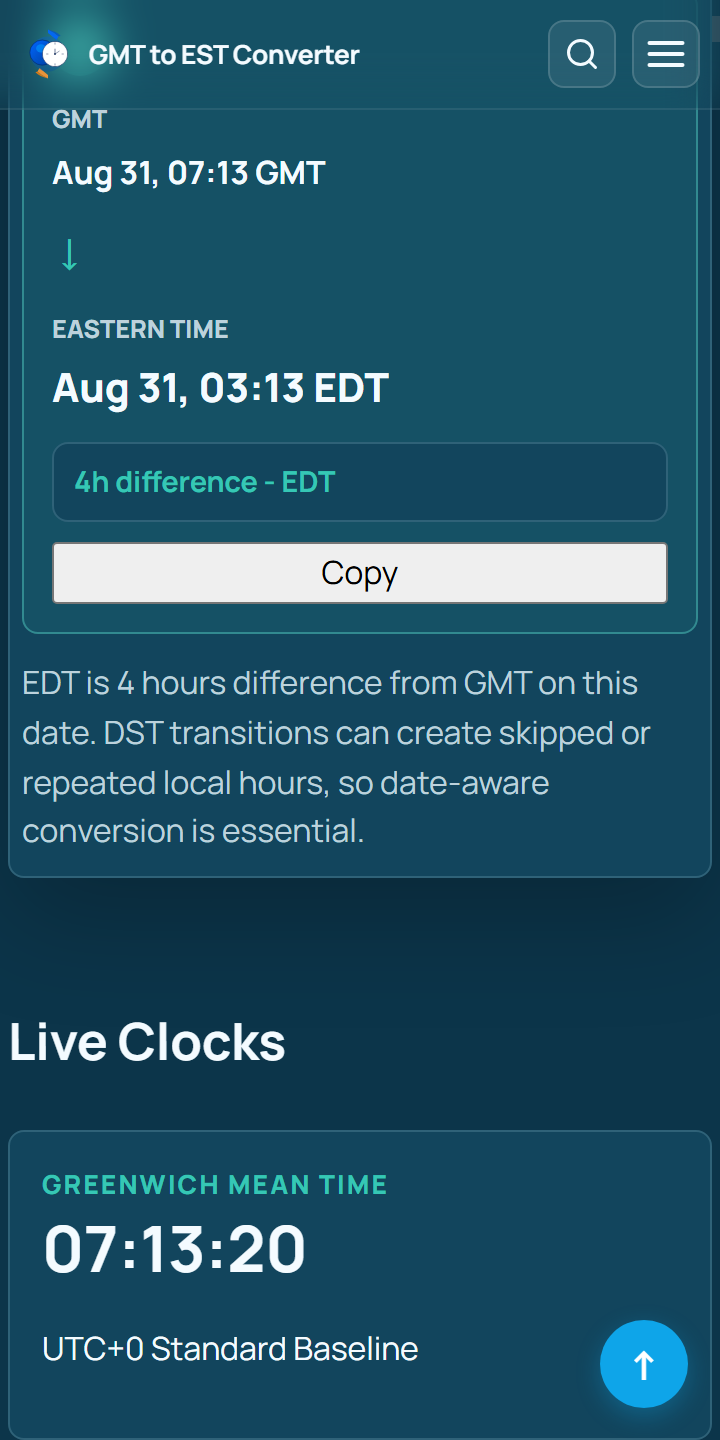 GMT to EST Converter
GMT
Aug 31, 07:13 GMT
↓
EASTERN TIME
Aug 31, 03:13 EDT
4h difference - EDT
Copy
EDT is 4 hours difference from GMT on this
date. DST transitions can create skipped or
repeated local hours, so date-aware
conversion is essential.
Live Clocks
GREENWICH MEAN TIME
07:13:20
UTC+0 Standard Baseline
↑